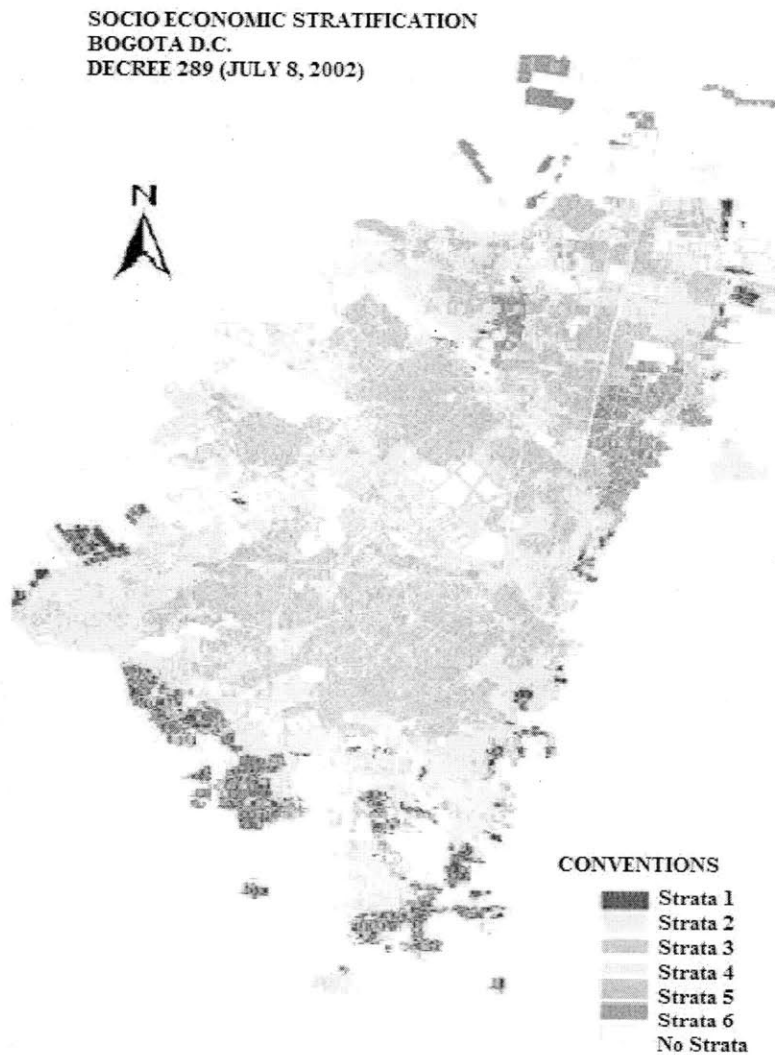 SOCIO ECONOMIC STRATIFICATION
BOGOTA D.C.
DECREE 289 (JULY 8, 2002)
N
CONVENTIONS
Strata 1
Strata 2
Strata 3
Strata 4
Strata 5
Strata 6
No Strata